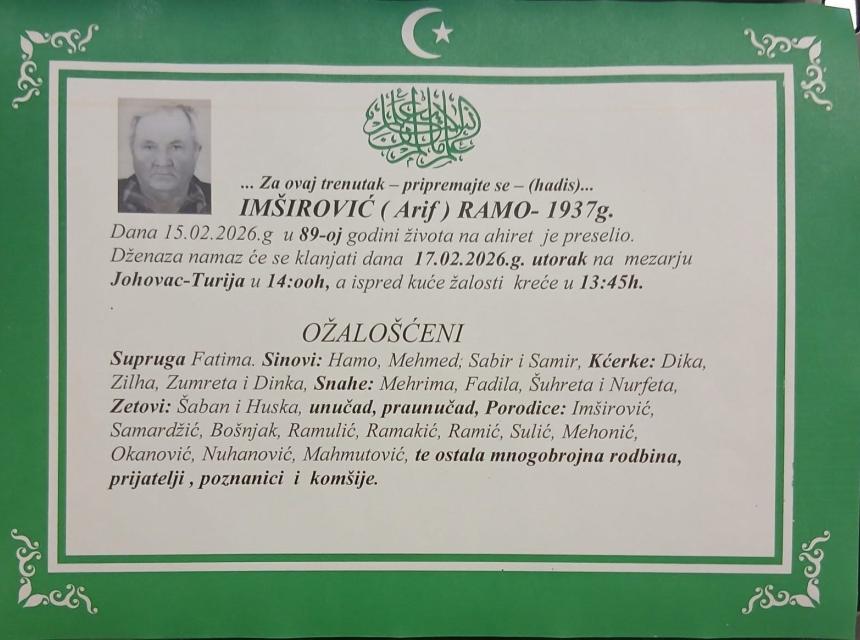 ... Za ovaj trenutak – pripremajte se – (hadis)...
IMŠIROVIĆ ( Arif ) RAMO- 1937g.
Dana 15.02.2026.g u 89-oj godini života na ahiret je preselio.
Dženaza namaz će se klanjati dana 17.02.2026.g. utorak na mezarju
Johovac-Turija u 14:ooh, a ispred kuće žalosti kreće u 13:45h.
.
OŽALOŠĆENI
Supruga Fatima. Sinovi: Hamo, Mehmed; Sabir i Samir, Kćerke: Dika,
Zilha, Zumreta i Dinka, Snahe: Mehrima, Fadila, Šuhreta i Nurfeta,
Zetovi: Šaban i Huska, unučad, praunučad, Porodice: Imširović,
Samardžić, Bošnjak, Ramulić, Ramakić, Ramić, Sulić, Mehonić,
Okanović, Nuhanović, Mahmutović, te ostala mnogobrojna rodbina,
prijatelji , poznanici i komšije.